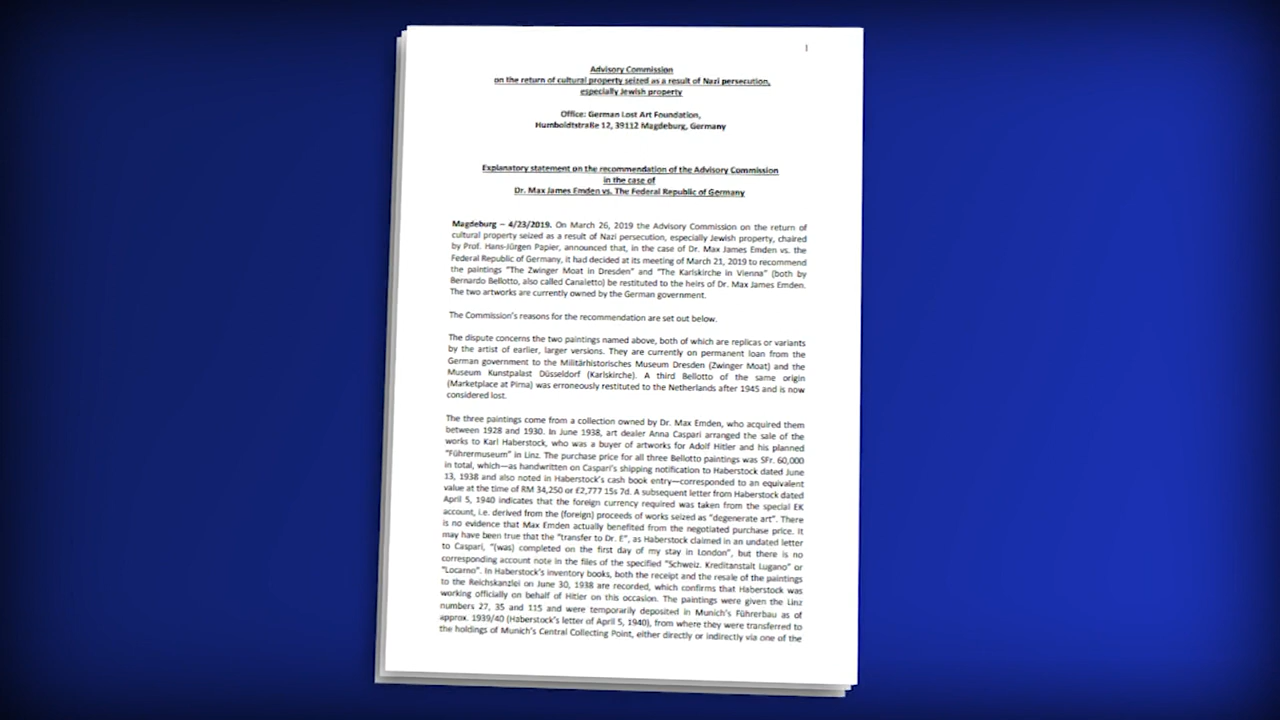 1
Advisory Commission
on the return of cultural property seized as a result of Nazi persecution,
especially Jewish property
Office: German Lost Art Foundation,
Humboldtstraße 12, 39112 Magdeburg, Germany
Explanatory statement on the recommendation of the Advisory Commission
in the case of
Dr. Max James Emden vs. The Federal Republic of Germany
Magdeburg – 4/23/2019. On March 26, 2019 the Advisory Commission on the return of
cultural property seized as a result of Nazi persecution, especially Jewish property, chaired
by Prof. Hans-Jürgen Papier, announced that, in the case of Dr. Max James Emden vs. the
Federal Republic of Germany, it had decided at its meeting of March 21, 2019 to recommend
the paintings "The Zwinger Moat in Dresden" and "The Karlskirche in Vienna" (both by
Bernardo Bellotto, also called Canaletto) be restituted to the heirs of Dr. Max James Emden.
The two artworks are currently owned by the German government.
The Commission's reasons for the recommendation are set out below.
The dispute concerns the two paintings named above, both of which are replicas or variants
by the artist of earlier, larger versions. They are currently on permanent loan from the
German government to the Militärhistorisches Museum Dresden (Zwinger Moat) and the
Museum Kunstpalast Düsseldorf (Karlskirche). A third Bellotto of the same origin
(Marketplace at Pirna) was erroneously restituted to the Netherlands after 1945 and is now
considered lost.
The three paintings come from a collection owned by Dr. Max Emden, who acquired them
between 1928 and 1930. In June 1938, art dealer Anna Caspari arranged the sale of the
works to Karl Haberstock, who was a buyer of artworks for Adolf Hitler and his planned
"Führermuseum" in Linz. The purchase price for all three Bellotto paintings was SFr. 60,000
in total, which—as handwritten on Caspari's shipping notification to Haberstock dated June
13, 1938 and also noted in Haberstock's cash book entry—corresponded to an equivalent
value at the time of RM 34,250 or £2,777 15s 7d. A subsequent letter from Haberstock dated
April 5, 1940 indicates that the foreign currency required was taken from the special EK
account, i.e. derived from the (foreign) proceeds of works seized as "degenerate art". There
is no evidence that Max Emden actually benefited from the negotiated purchase price. It
may have been true that the "transfer to Dr. E", as Haberstock claimed in an undated letter
to Caspari, "(was) completed on the first day of my stay in London", but there is no
corresponding account note in the files of the specified "Schweiz. Kreditanstalt Lugano" or
"Locarno". In Haberstock's inventory books, both the receipt and the resale of the paintings
to the Reichskanzlei on June 30, 1938 are recorded, which confirms that Haberstock was
working officially on behalf of Hitler on this occasion. The paintings were given the Linz
numbers 27, 35 and 115 and were temporarily deposited in Munich's Führerbau as of
approx. 1939/40 (Haberstock's letter of April 5, 1940), from where they were transferred to
the holdings of Munich's Central Collecting Point, either directly or indirectly via one of the